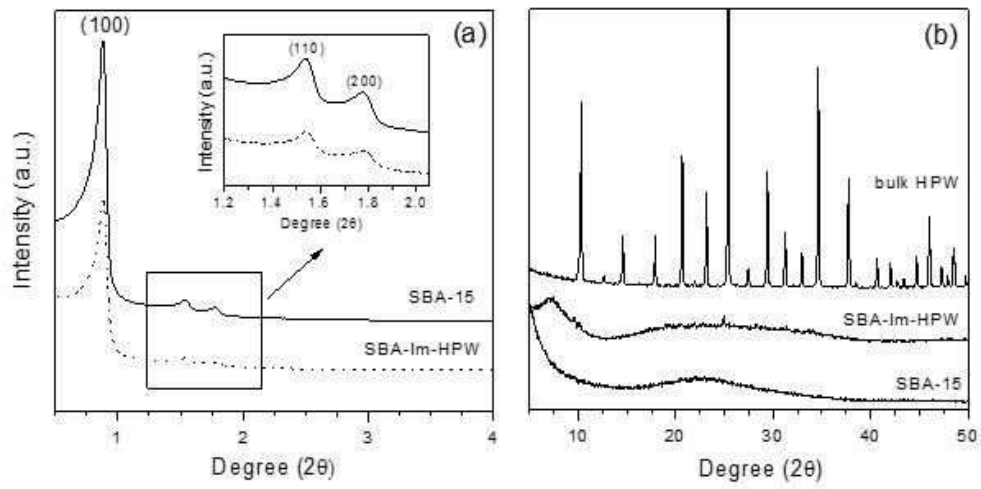 (100)
(a)
(110)
(200)
Intensity (a.u.)
1.2 1.4 1.6 1.8 2.0
Degree (2θ)
Intensity (a.u.)
SBA-15
SBA-Im-HPW
1 2 3 4
Degree (2θ)
(b)
bulk HPW
SBA-Im-HPW
SBA-15
10 20 30 40 50
Degree (2θ)